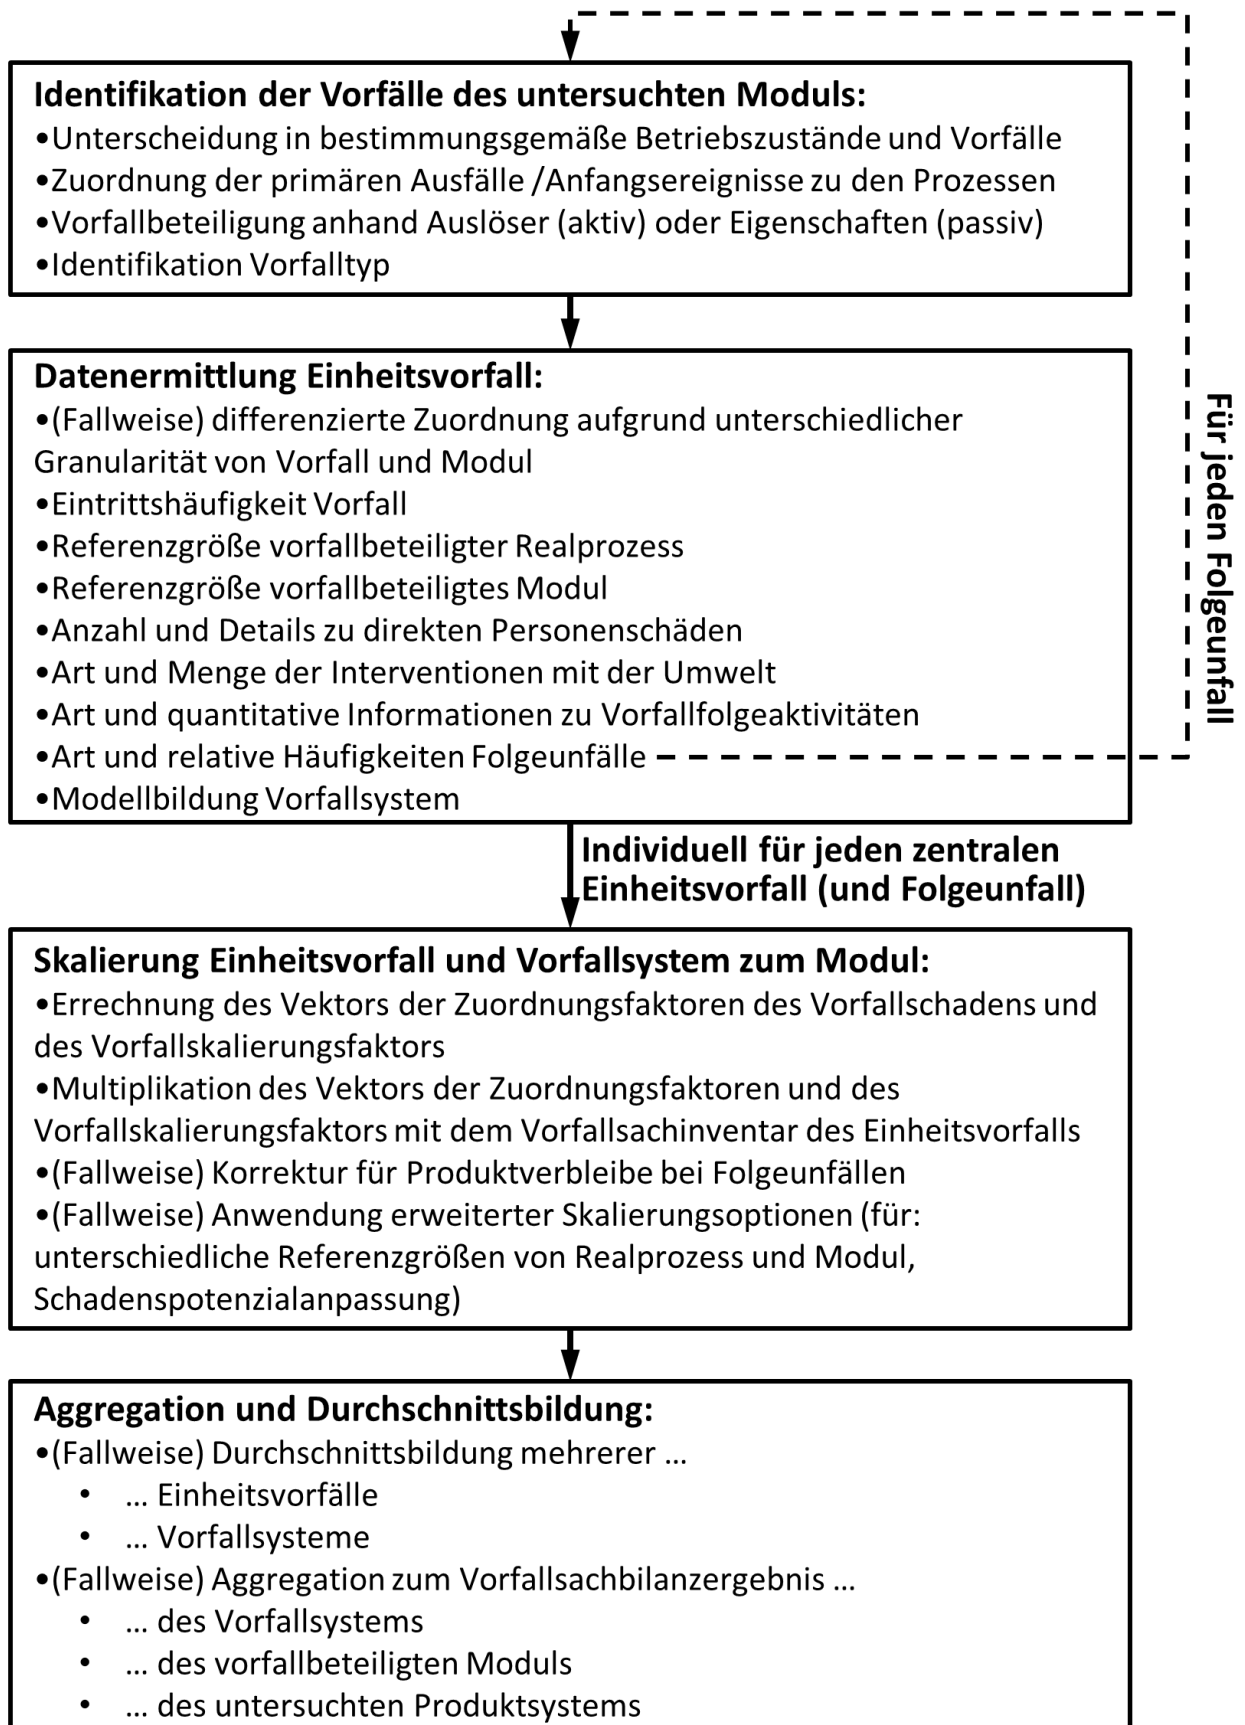 Identifikation der Vorfälle des untersuchten Moduls:
•Unterscheidung in bestimmungsgemäße Betriebszustände und Vorfälle
•Zuordnung der primären Ausfälle /Anfangsereignisse zu den Prozessen
•Vorfallbeteiligung anhand Auslöser (aktiv) oder Eigenschaften (passiv)
•Identifikation Vorfalltyp
Datenermittlung Einheitsvorfall:
•(Fallweise) differenzierte Zuordnung aufgrund unterschiedlicher
Granularität von Vorfall und Modul
•Eintrittshäufigkeit Vorfall
•Referenzgröße vorfallbeteiligter Realprozess
•Referenzgröße vorfallbeteiligtes Modul
•Anzahl und Details zu direkten Personenschäden
•Art und Menge der Interventionen mit der Umwelt
•Art und quantitative Informationen zu Vorfallfolgeaktivitäten
•Art und relative Häufigkeiten Folgeunfälle
•Modellbildung Vorfallsystem
Für jeden Folgeunfall
Individuell für jeden zentralen
Einheitsvorfall (und Folgeunfall)
Skalierung Einheitsvorfall und Vorfallsystem zum Modul:
•Errechnung des Vektors der Zuordnungsfaktoren des Vorfallschadens und
des Vorfallskalierungsfaktors
•Multiplikation des Vektors der Zuordnungsfaktoren und des
Vorfallskalierungsfaktors mit dem Vorfallsachinventar des Einheitsvorfalls
•(Fallweise) Korrektur für Produktverbleibe bei Folgeunfällen
•(Fallweise) Anwendung erweiterter Skalierungsoptionen (für:
unterschiedliche Referenzgrößen von Realprozess und Modul,
Schadenspotenzialanpassung)
Aggregation und Durchschnittsbildung:
•(Fallweise) Durchschnittsbildung mehrerer …
• … Einheitsvorfälle
• … Vorfallsysteme
•(Fallweise) Aggregation zum Vorfallsachbilanzergebnis …
• … des Vorfallsystems
• … des vorfallbeteiligten Moduls
• … des untersuchten Produktsystems